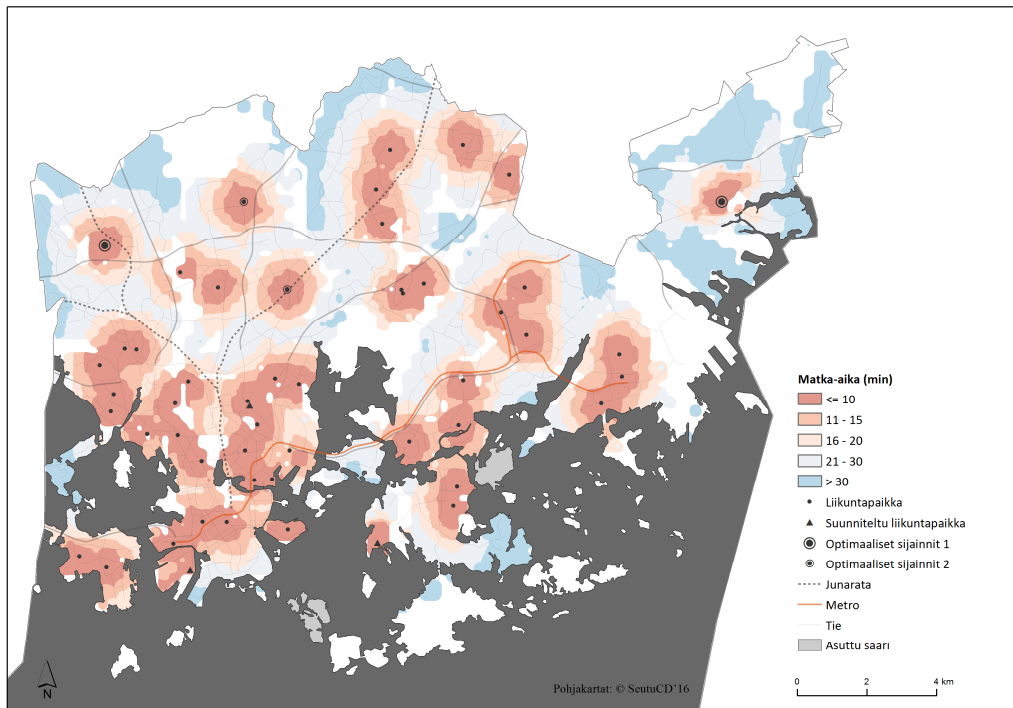 Matka-aika (min)
<= 10
11 - 15
16 - 20
21 - 30
> 30
Liikuntapaikka
Suunniteltu liikuntapaikka
Optimaaliset sijainnit 1
Optimaaliset sijainnit 2
Junarata
Metro
Tie
Asuttu saari
N
Pohjakartat: © SeutuCD'16
0 2 4 km